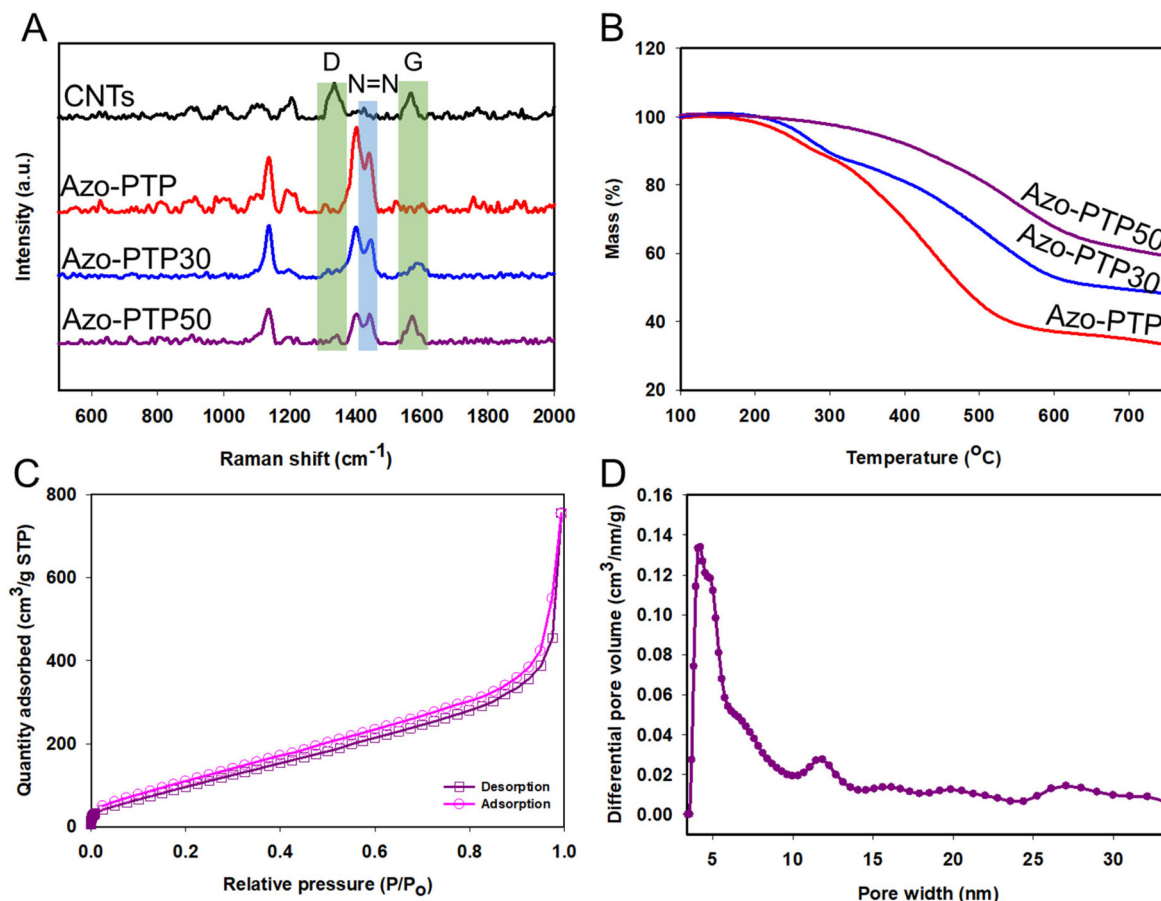 A
D
G
N=N
CNTs
Azo-PTP
Azo-PTP30
Azo-PTP50
Intensity (a.u.)
600 800 1000 1200 1400 1600 1800 2000
Raman shift (cm⁻¹)
B
120
100
80
60
40
20
Mass (%)
Azo-PTP50
Azo-PTP30
Azo-PTP
100 200 300 400 500 600 700
Temperature (°C)
C
800
600
400
200
0
Quantity adsorbed (cm³/g STP)
Desorption
Adsorption
0.0 0.2 0.4 0.6 0.8 1.0
Relative pressure (P/Po)
D
0.16
0.14
0.12
0.10
0.08
0.06
0.04
0.02
0.00
Differential pore volume (cm³/nm/g)
5 10 15 20 25 30
Pore width (nm)